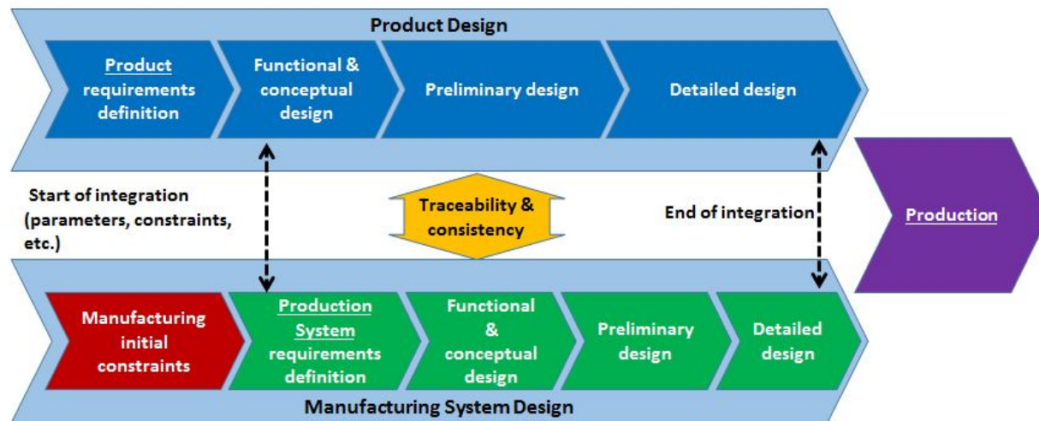 Product Design
Product
requirements
definition
Functional &
conceptual
design
Preliminary design
Detailed design
Start of integration
(parameters, constraints,
etc.)
Traceability &
consistency
End of integration
Production
Manufacturing
initial
constraints
Production
System
requirements
definition
Functional
&
conceptual
design
Preliminary
design
Detailed
design
Manufacturing System Design